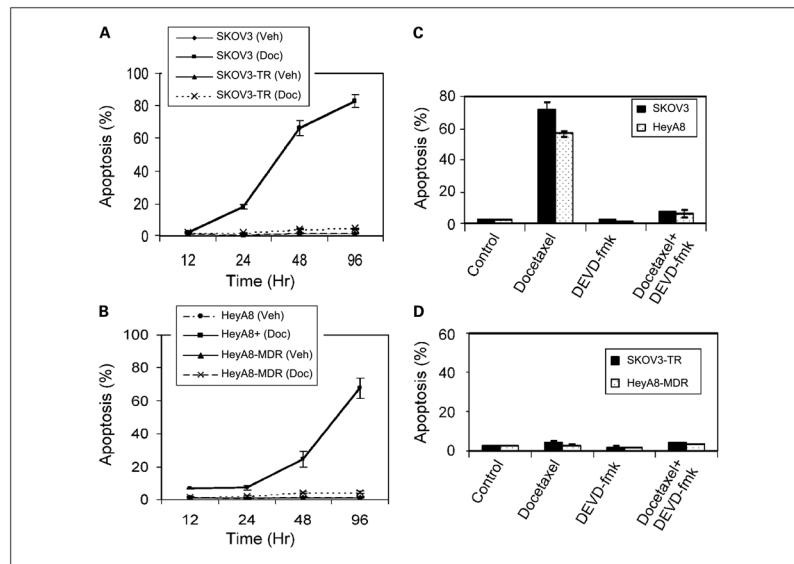 A
SKOV3 (Veh)
SKOV3 (Doc)
SKOV3-TR (Veh)
SKOV3-TR (Doc)
Apoptosis (%)
100
80
60
40
20
0
12 24 48 96
Time (Hr)
B
HeyA8 (Veh)
HeyA8+ (Doc)
HeyA8-MDR (Veh)
HeyA8-MDR (Doc)
Apoptosis (%)
100
80
60
40
20
0
12 24 48 96
Time (Hr)
C
SKOV3
HeyA8
Apoptosis (%)
80
60
40
20
0
Control
Docetaxel
DEVD-fmk
Docetaxel+
DEVD-fmk
D
SKOV3-TR
HeyA8-MDR
Apoptosis (%)
60
40
20
0
Control
Docetaxel
DEVD-fmk
Docetaxel+
DEVD-fmk